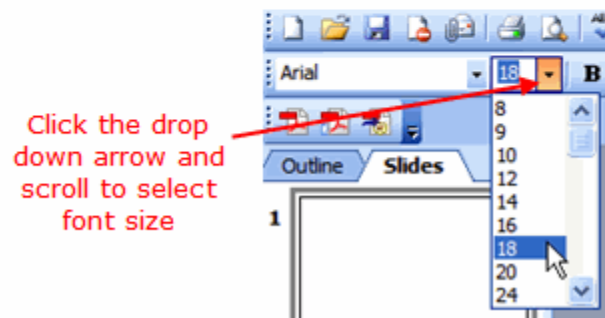 Arial
18
B
Click the drop
down arrow and
scroll to select
font size
8
9
10
12
14
16
18
20
24
Outline
Slides
1